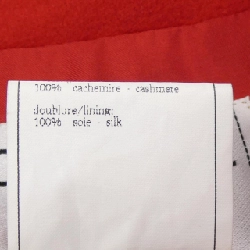 100% cachemire - cashmere
doublure/lining:
100% soie - silk